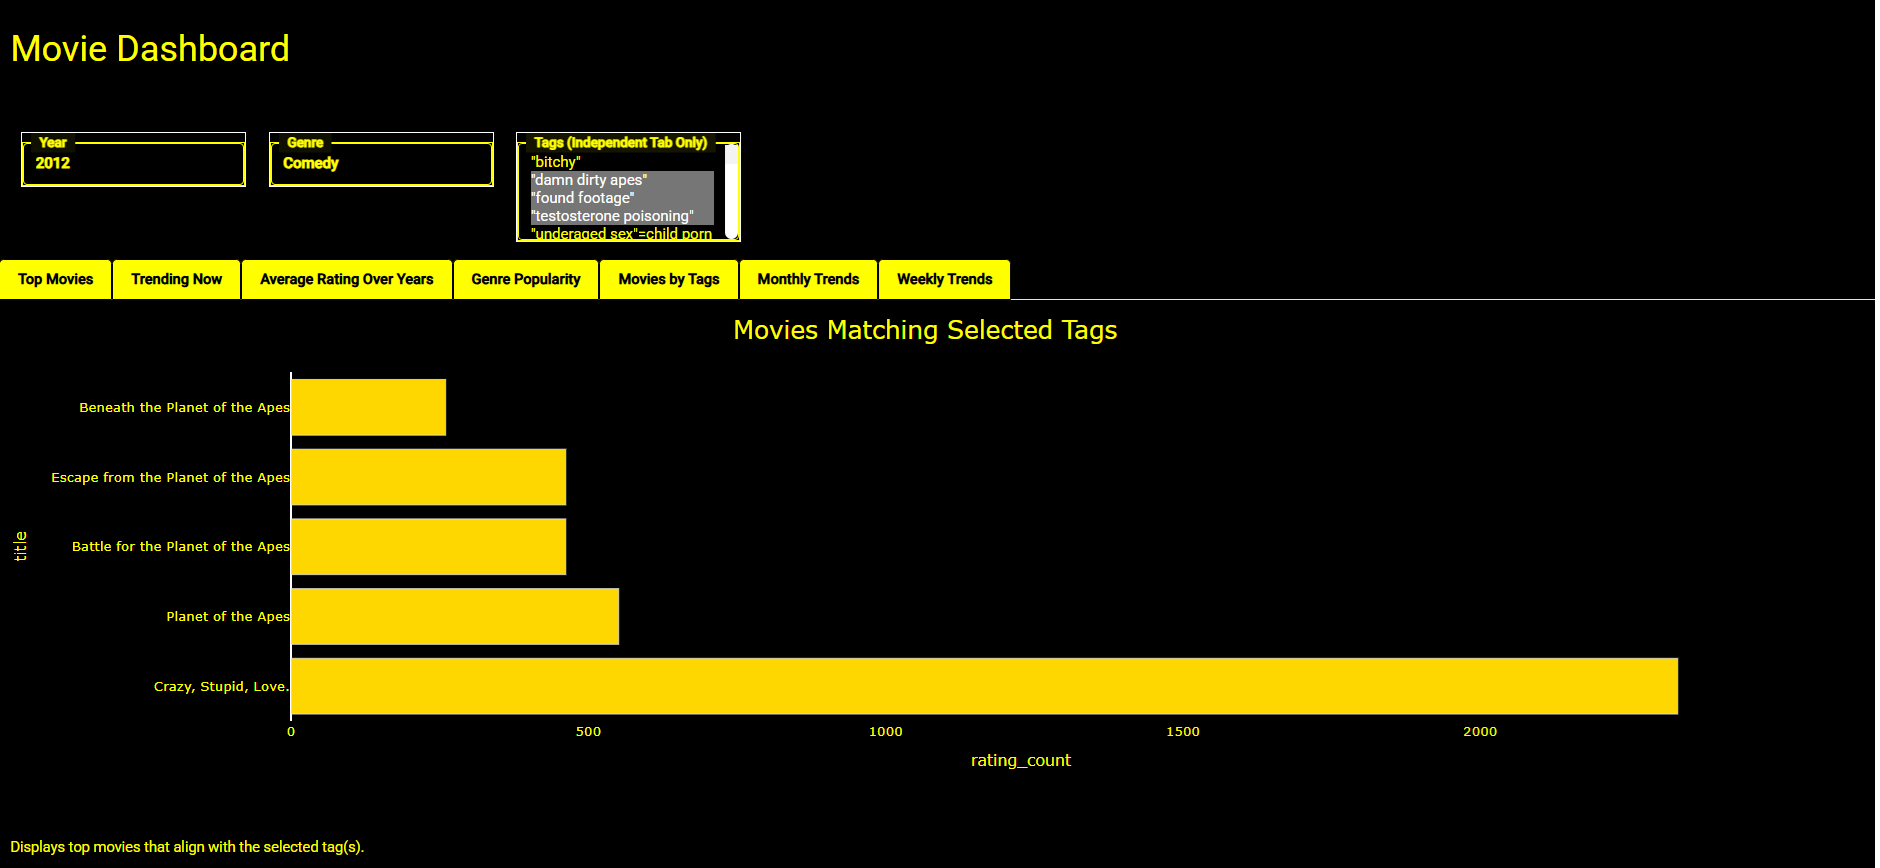 Movie Dashboard
Year
2012
Genre
Comedy
Tags (Independent Tab Only)
"bitchy"
"damn dirty apes"
"found footage"
"testosterone poisoning"
"underaged sex"=child porn
Top Movies
Trending Now
Average Rating Over Years
Genre Popularity
Movies by Tags
Monthly Trends
Weekly Trends
Movies Matching Selected Tags
title
Beneath the Planet of the Apes
Escape from the Planet of the Apes
Battle for the Planet of the Apes
Planet of the Apes
Crazy, Stupid, Love.
0 500 1000 1500 2000
rating_count
Displays top movies that align with the selected tag(s).